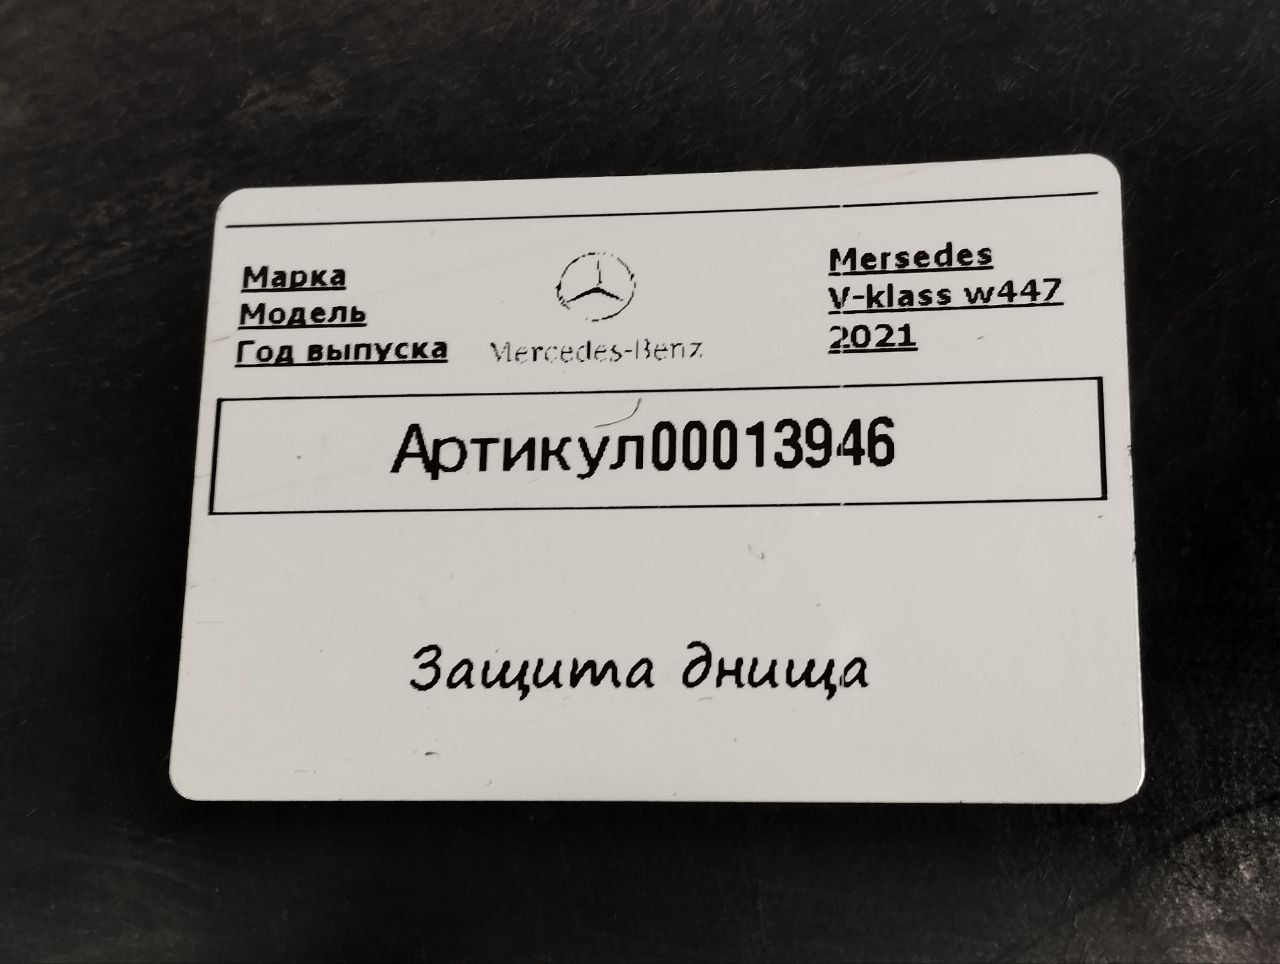 Марка
Модель
Год выпуска
Mercedes-Benz
Mersedes
V-klass w447
2021
Артикул00013946
Защита днища